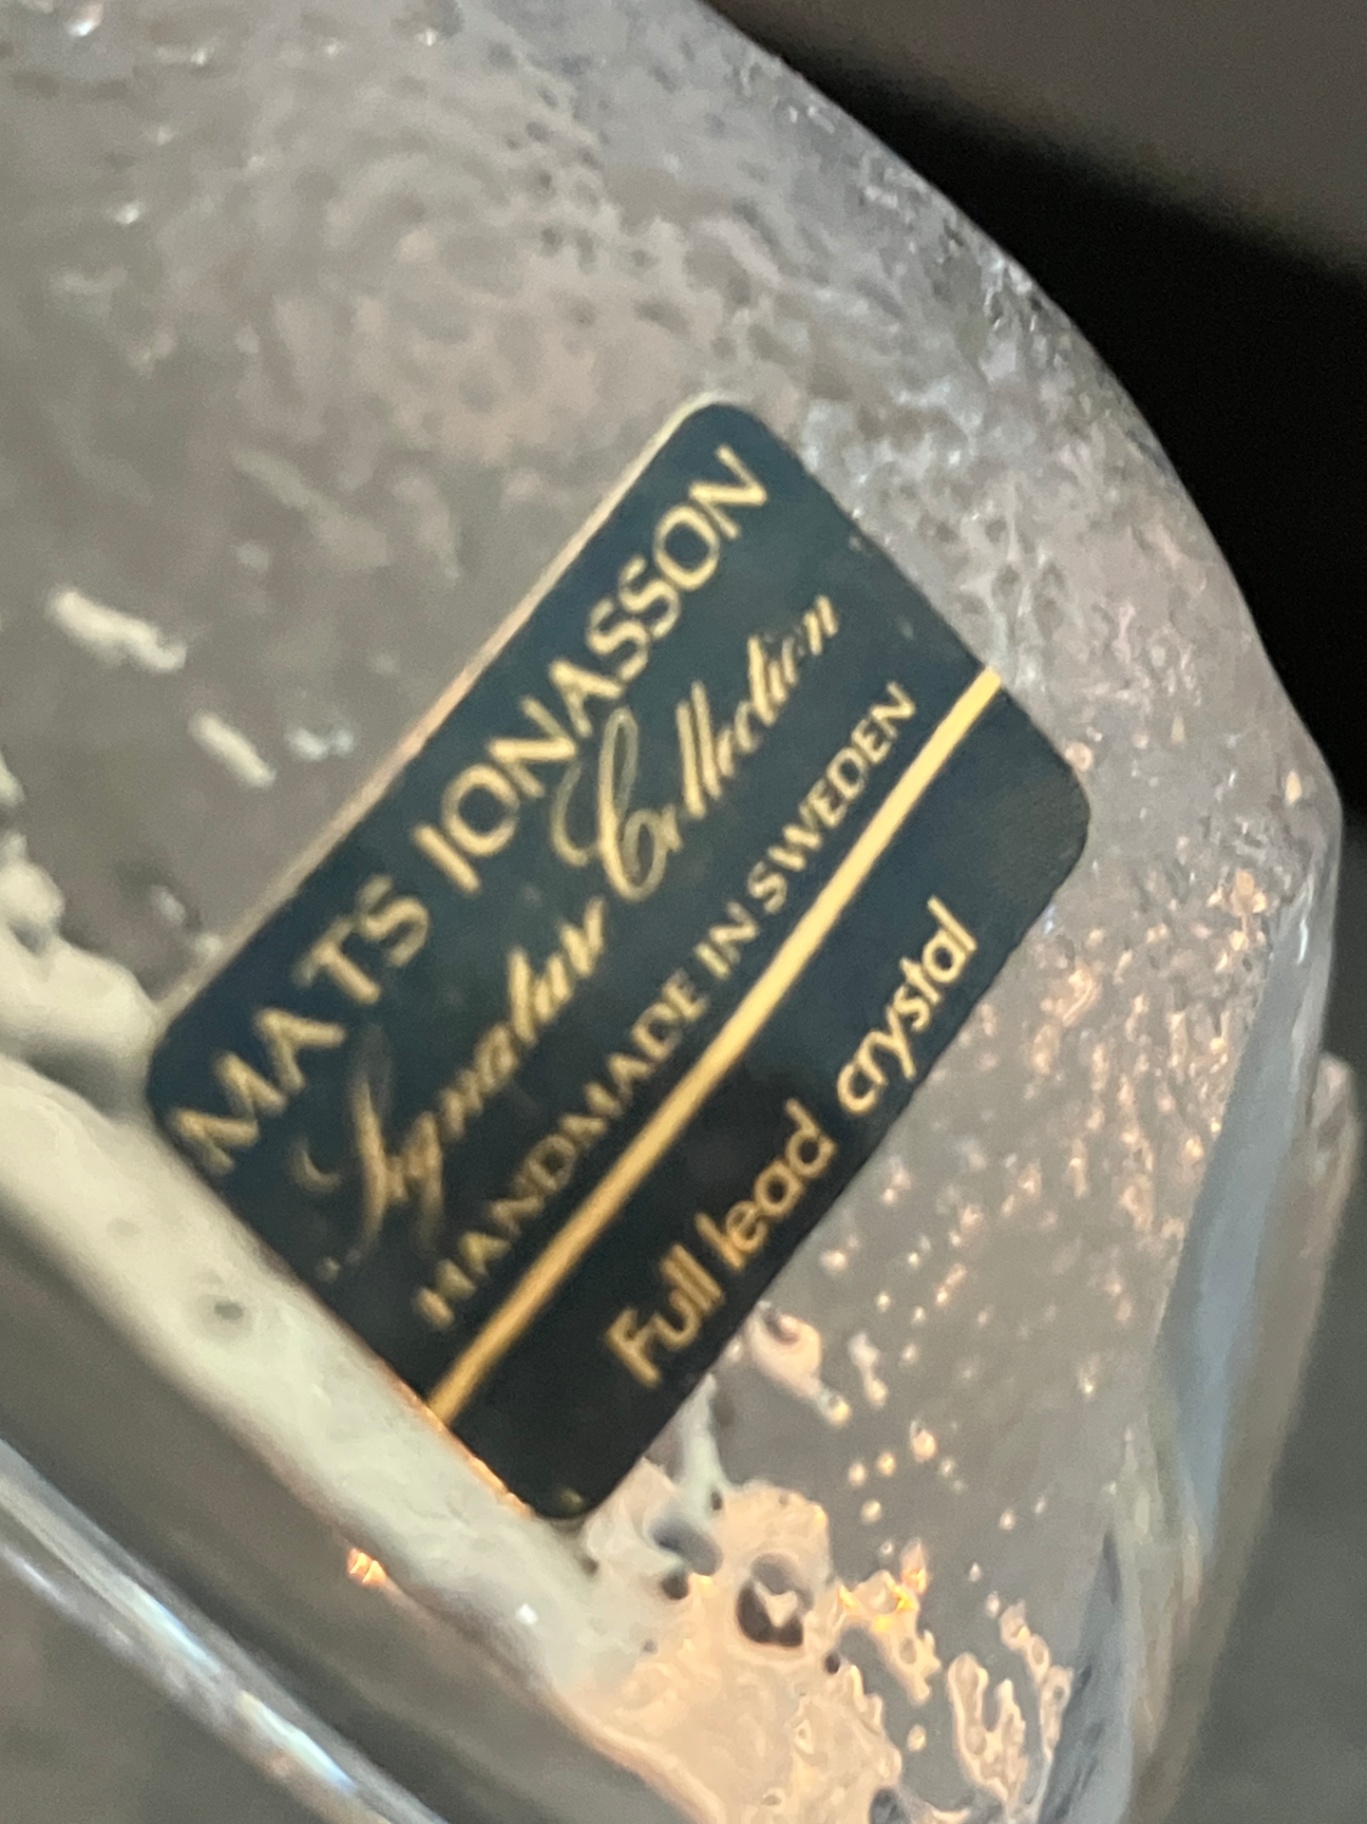 MATS JONASSON
Signature Collection
HANDMADE IN SWEDEN
Full lead crystal